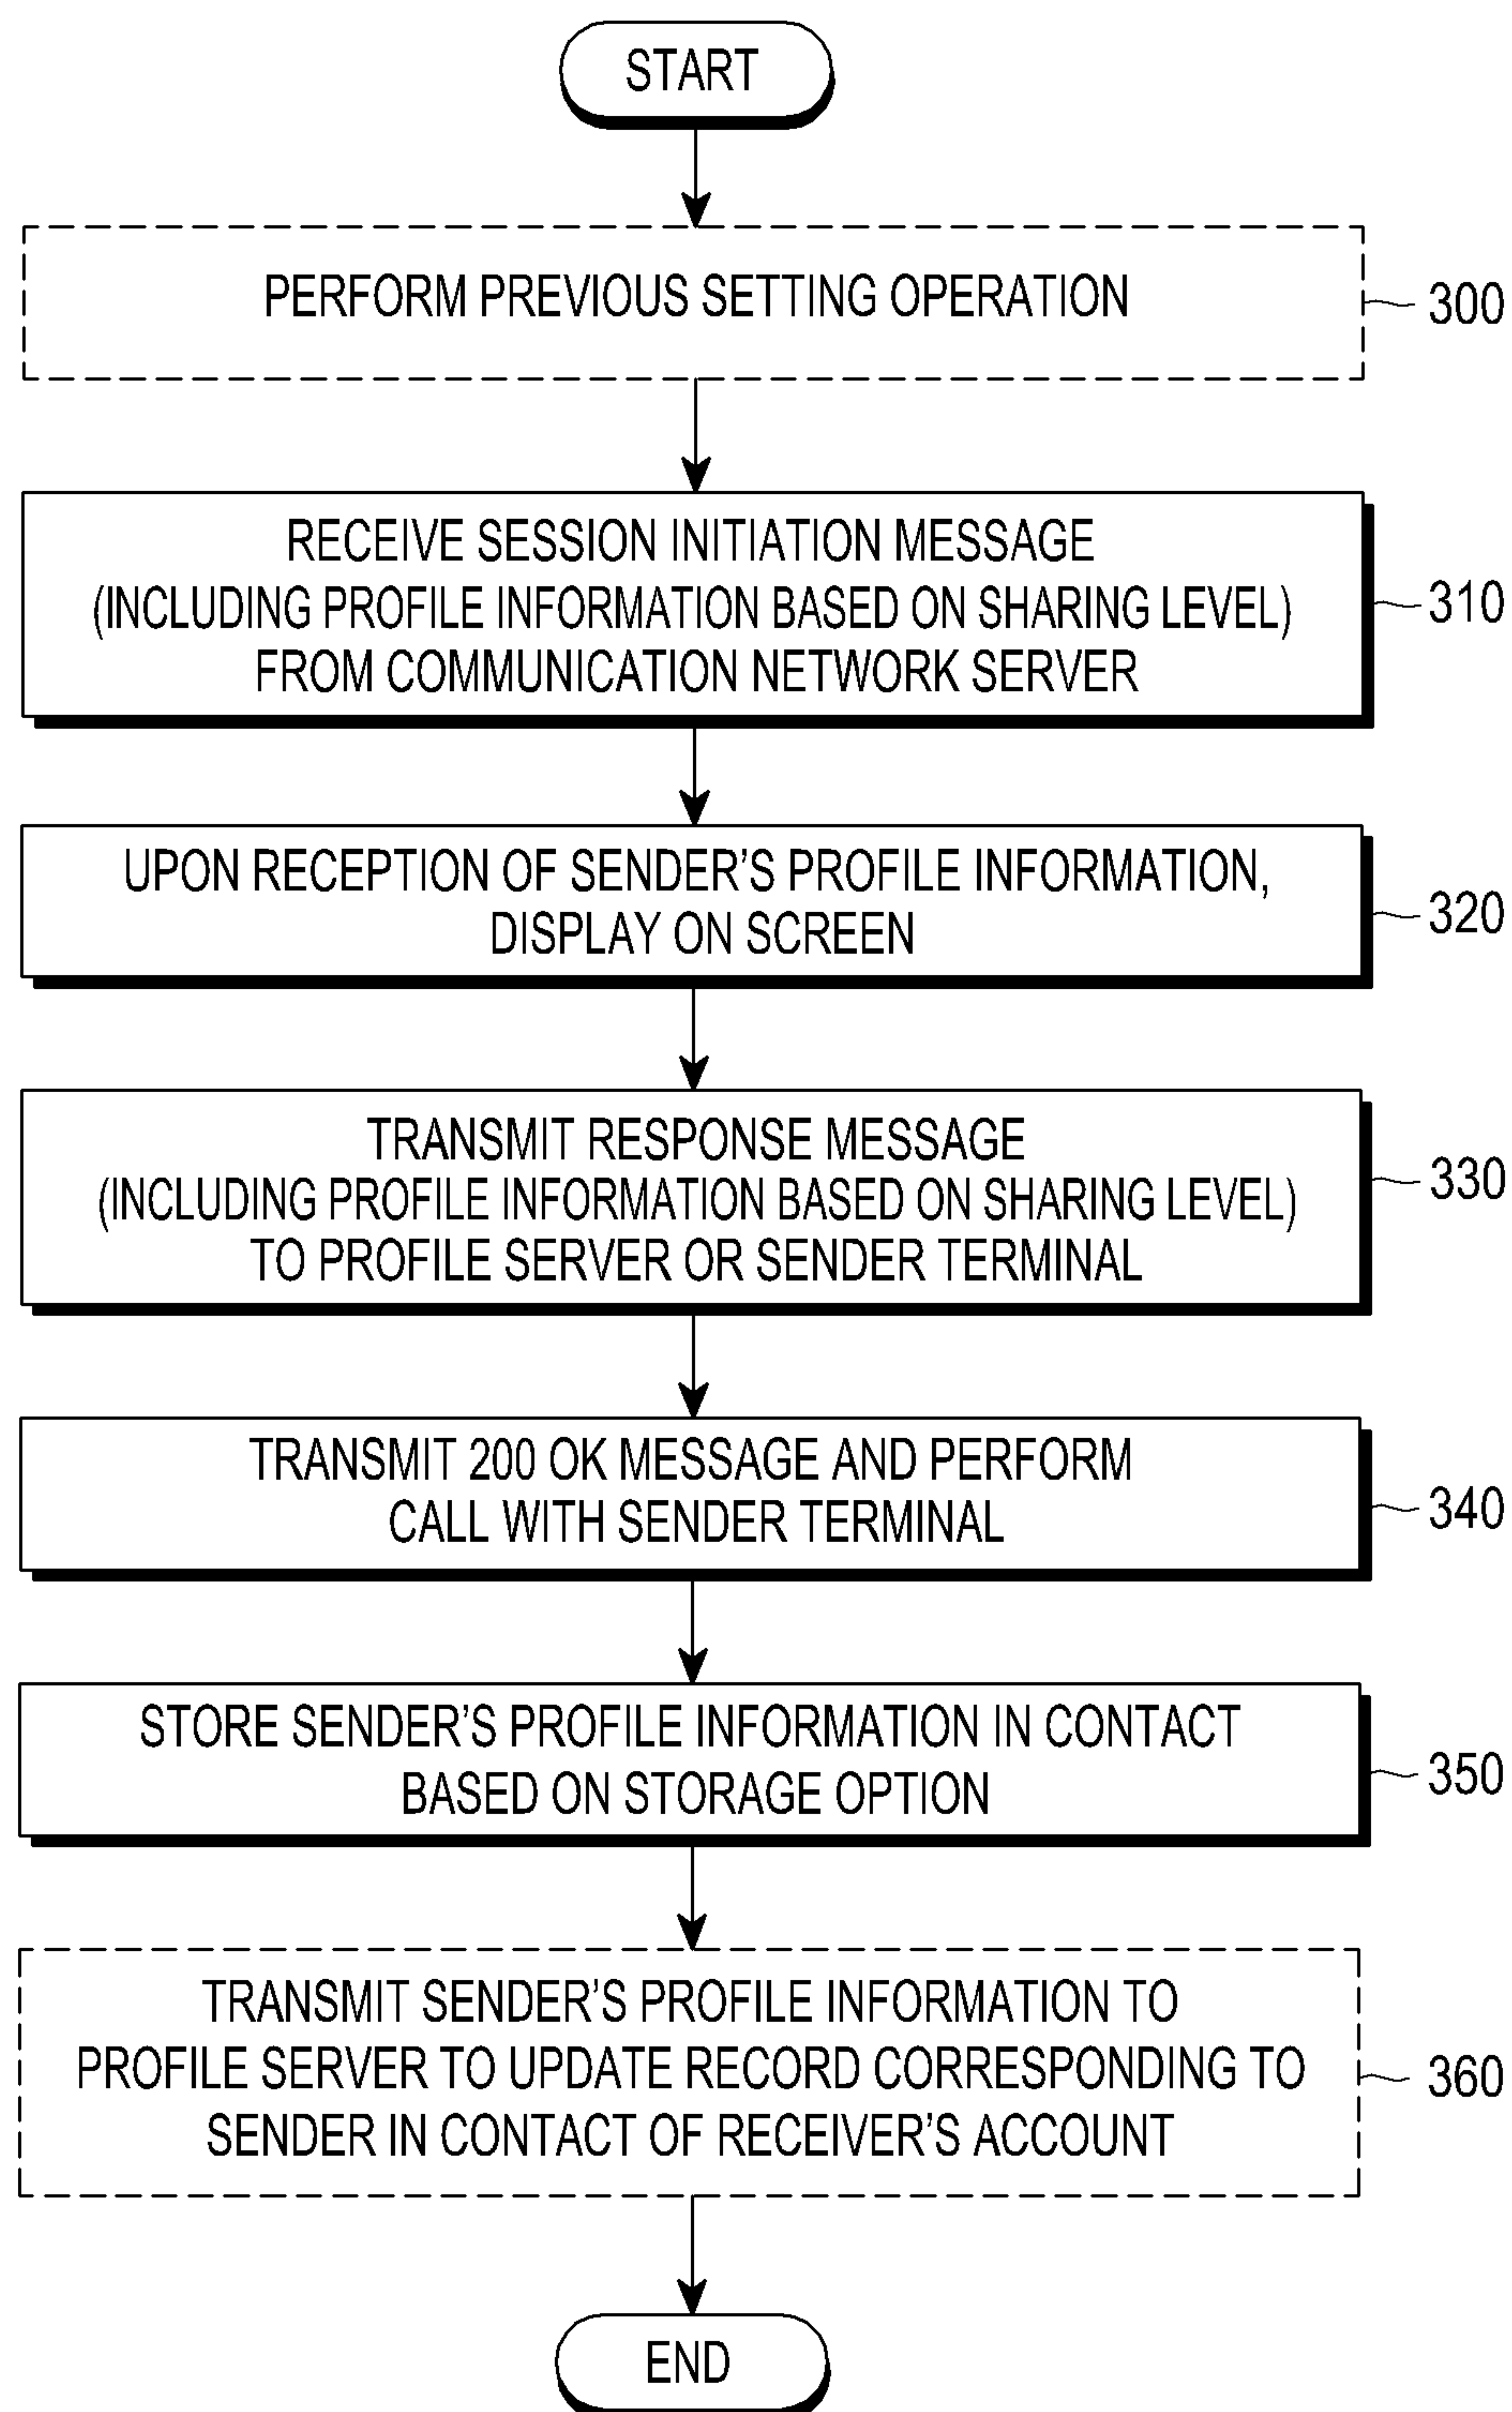 START
PERFORM PREVIOUS SETTING OPERATION
300
RECEIVE SESSION INITIATION MESSAGE
(INCLUDING PROFILE INFORMATION BASED ON SHARING LEVEL)
FROM COMMUNICATION NETWORK SERVER
310
UPON RECEPTION OF SENDER'S PROFILE INFORMATION,
DISPLAY ON SCREEN
320
TRANSMIT RESPONSE MESSAGE
(INCLUDING PROFILE INFORMATION BASED ON SHARING LEVEL)
TO PROFILE SERVER OR SENDER TERMINAL
330
TRANSMIT 200 OK MESSAGE AND PERFORM
CALL WITH SENDER TERMINAL
340
STORE SENDER'S PROFILE INFORMATION IN CONTACT
BASED ON STORAGE OPTION
350
TRANSMIT SENDER'S PROFILE INFORMATION TO
PROFILE SERVER TO UPDATE RECORD CORRESPONDING TO
SENDER IN CONTACT OF RECEIVER'S ACCOUNT
360
END